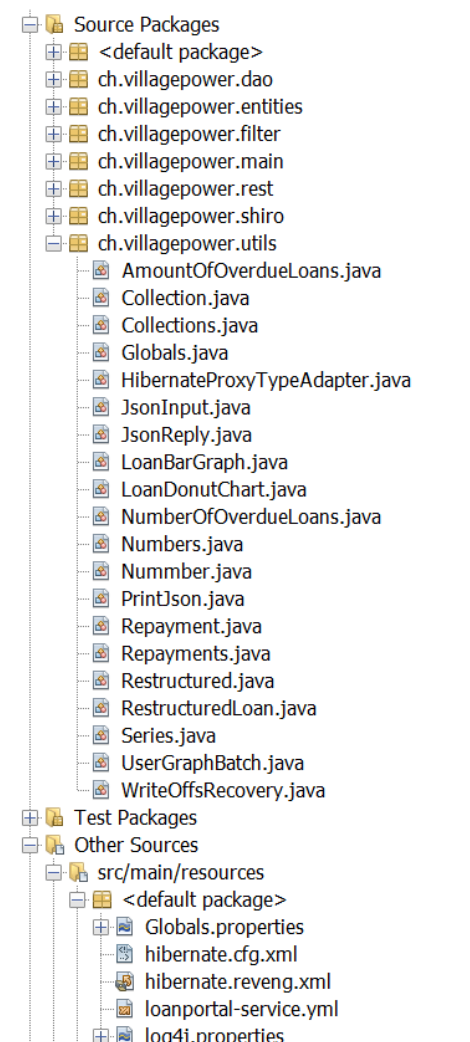 Source Packages
<default package>
ch.villagepower.dao
ch.villagepower.entities
ch.villagepower.filter
ch.villagepower.main
ch.villagepower.rest
ch.villagepower.shiro
ch.villagepower.utils
AmountOfOverdueLoans.java
Collection.java
Collections.java
Globals.java
HibernateProxyTypeAdapter.java
JsonInput.java
JsonReply.java
LoanBarGraph.java
LoanDonutChart.java
NumberOfOverdueLoans.java
Numbers.java
Nummber.java
PrintJson.java
Repayment.java
Repayments.java
Restructured.java
RestructuredLoan.java
Series.java
UserGraphBatch.java
WriteOffsRecovery.java
Test Packages
Other Sources
src/main/resources
<default package>
Globals.properties
hibernate.cfg.xml
hibernate.reveng.xml
loanportal-service.yml
log4j.properties